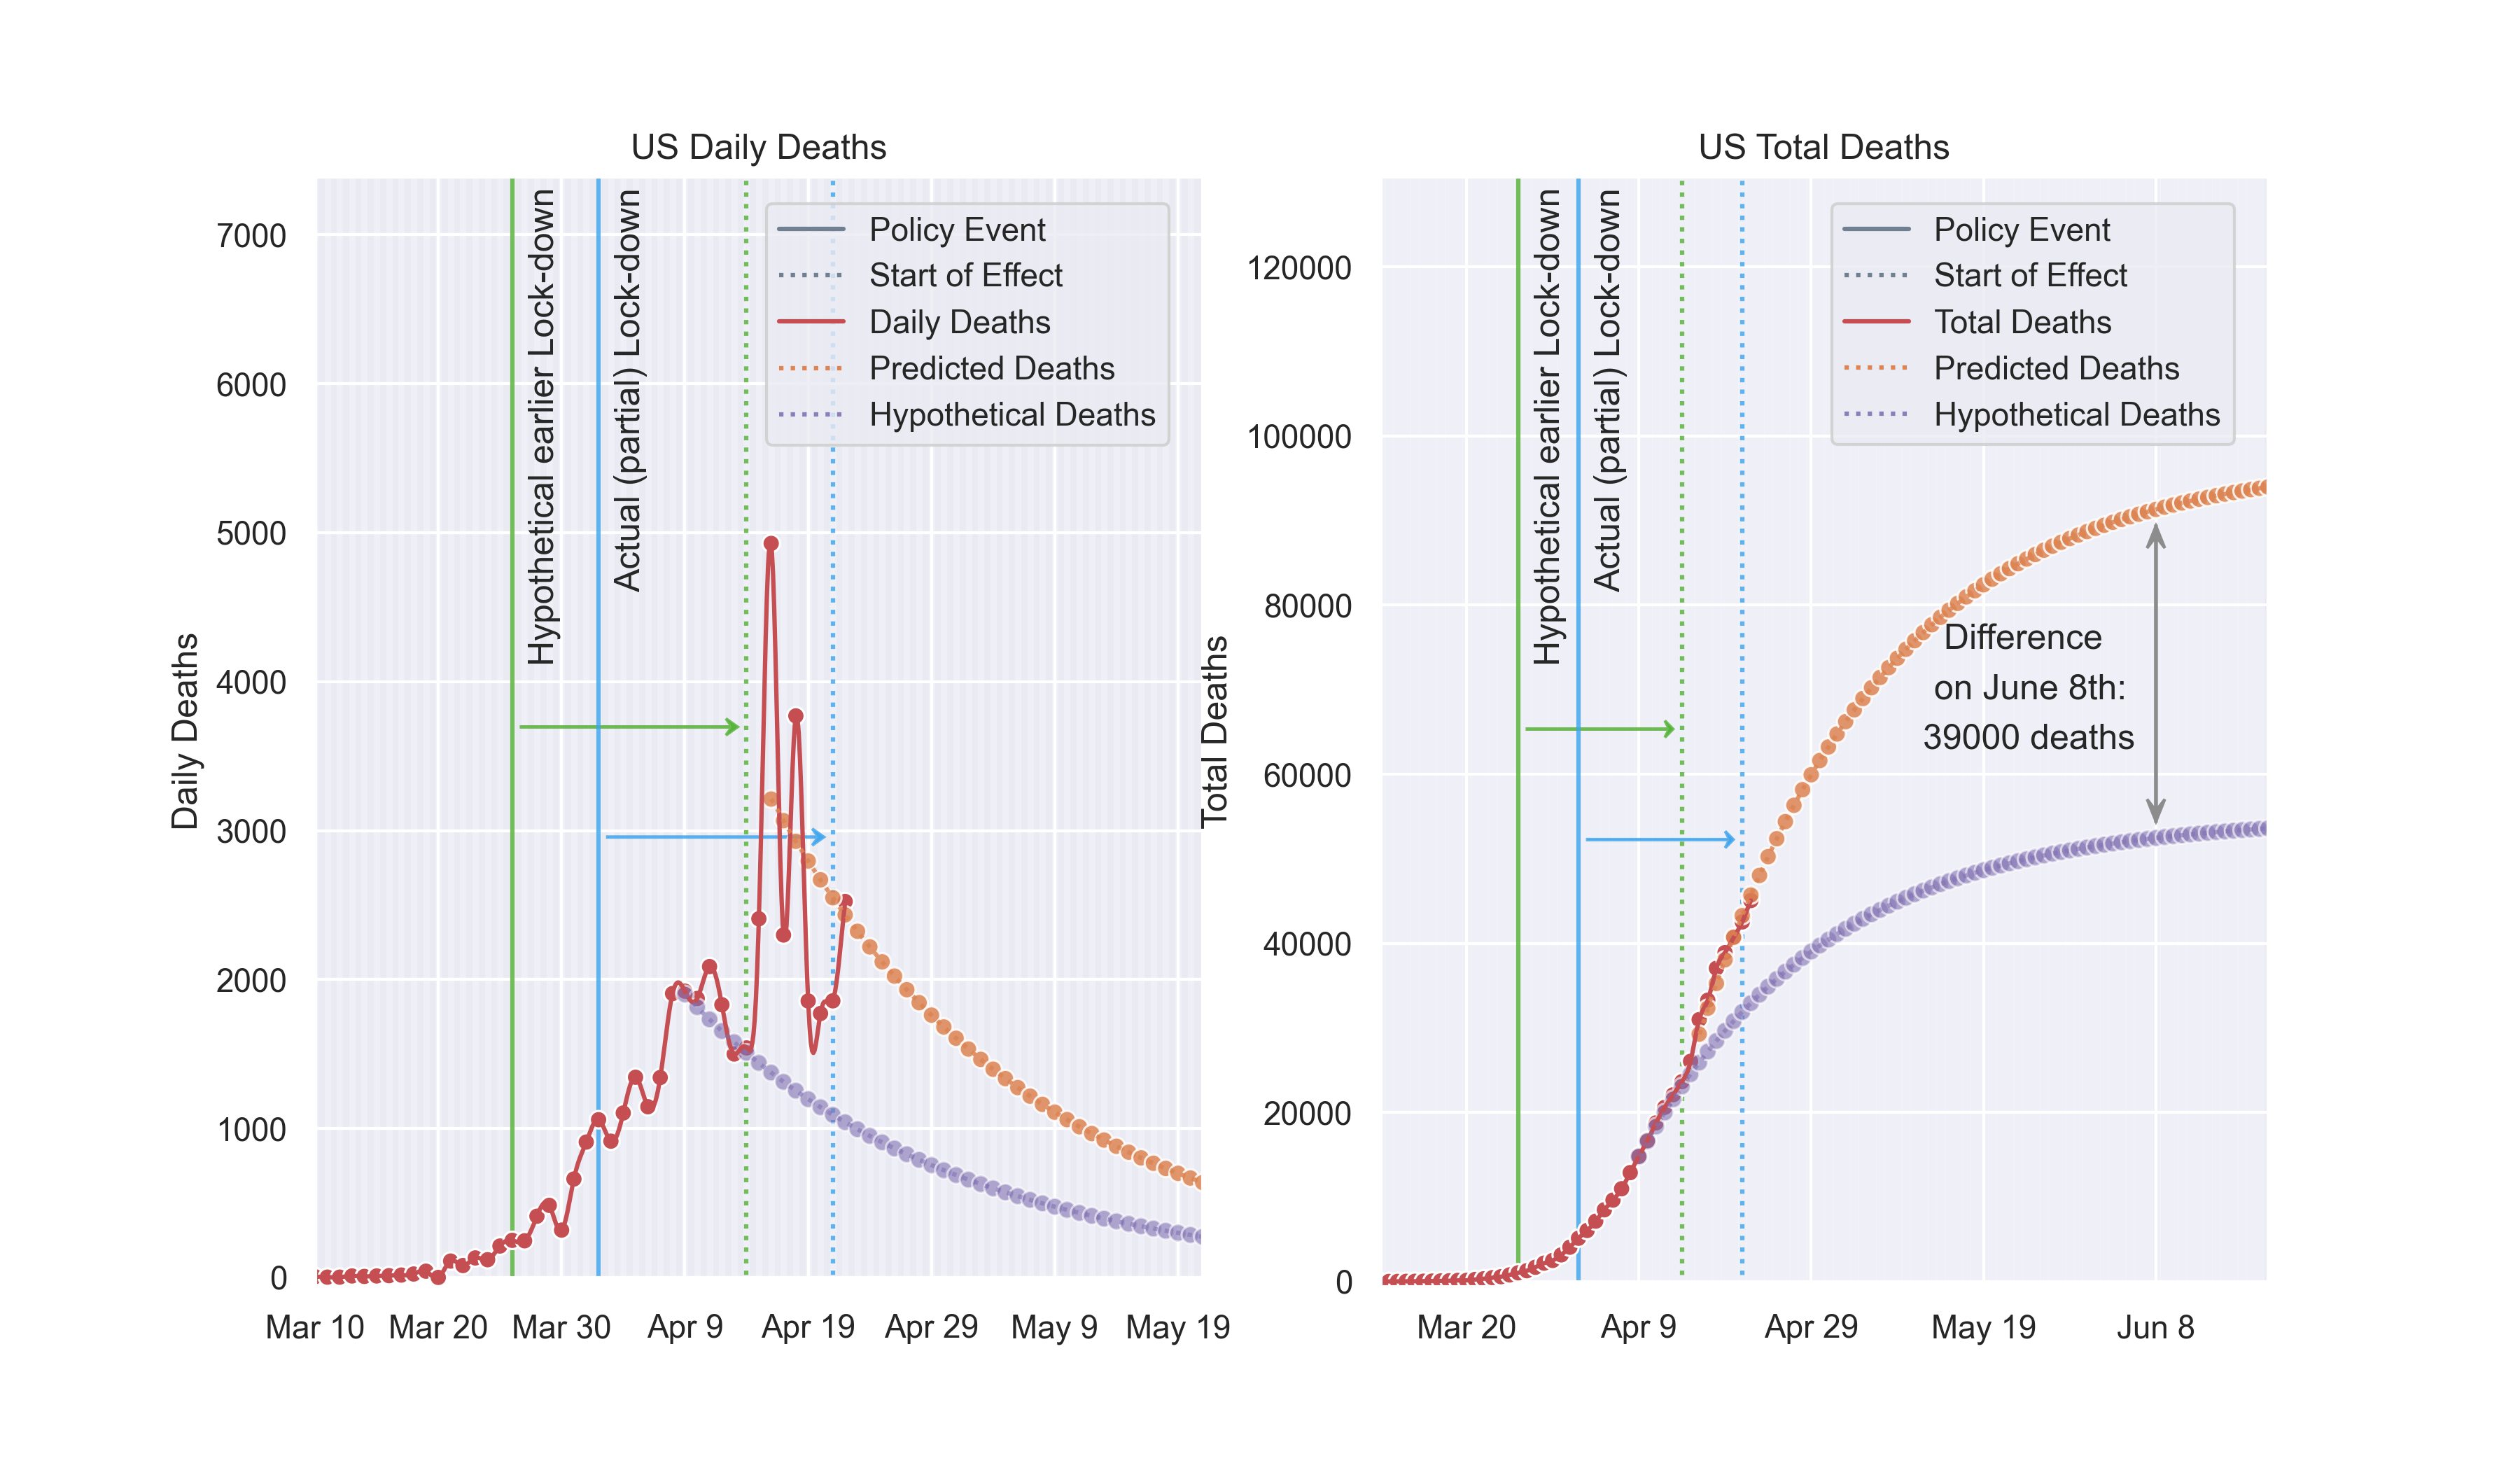 US Daily Deaths
Daily Deaths
7000
6000
5000
4000
3000
2000
1000
0
Mar 10
Mar 20
Mar 30
Apr 9
Apr 19
Apr 29
May 9
May 19
Hypothetical earlier Lock-down
Actual (partial) Lock-down
Policy Event
Start of Effect
Daily Deaths
Predicted Deaths
Hypothetical Deaths
US Total Deaths
Total Deaths
120000
100000
80000
60000
40000
20000
0
Mar 20
Apr 9
Apr 29
May 19
Jun 8
Hypothetical earlier Lock-down
Actual (partial) Lock-down
Policy Event
Start of Effect
Total Deaths
Predicted Deaths
Hypothetical Deaths
Difference
on June 8th:
39000 deaths